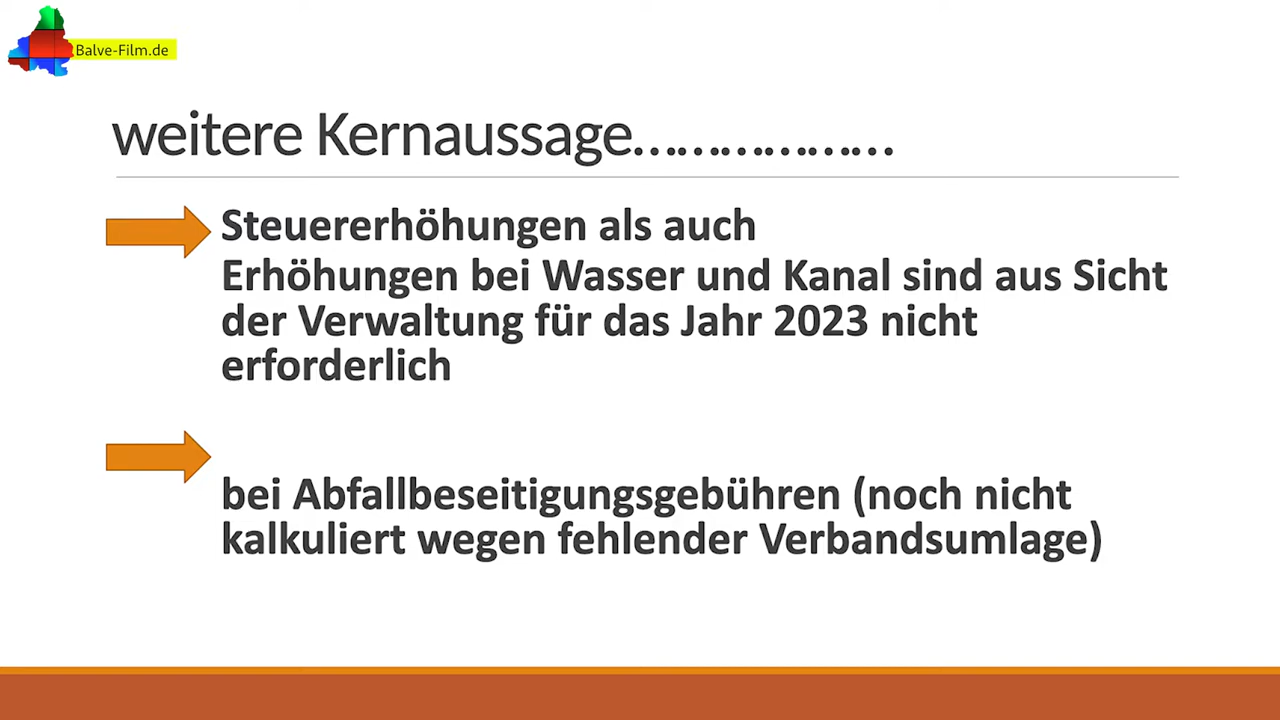 Balve-Film.de
weitere Kernaussage………………
Steuererhöhungen als auch
Erhöhungen bei Wasser und Kanal sind aus Sicht
der Verwaltung für das Jahr 2023 nicht
erforderlich
bei Abfallbeseitigungsgebühren (noch nicht
kalkuliert wegen fehlender Verbandsumlage)